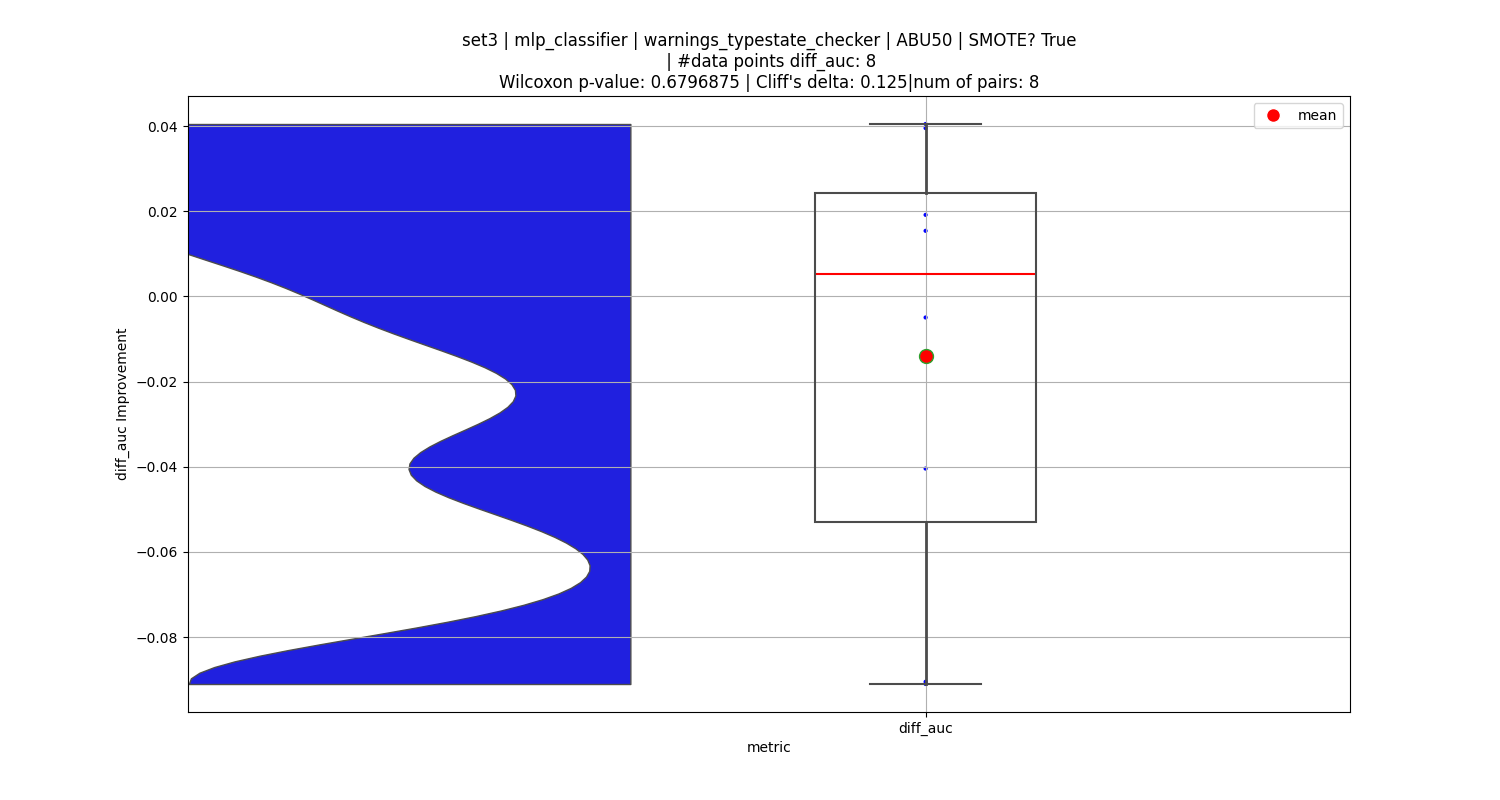 set3 | mlp_classifier | warnings_typestate_checker | ABU50 | SMOTE? True
| #data points diff_auc: 8
Wilcoxon p-value: 0.6796875 | Cliff's delta: 0.125|num of pairs: 8
mean
0.04
0.02
0.00
−0.02
−0.04
−0.06
−0.08
diff_auc Improvement
diff_auc
metric